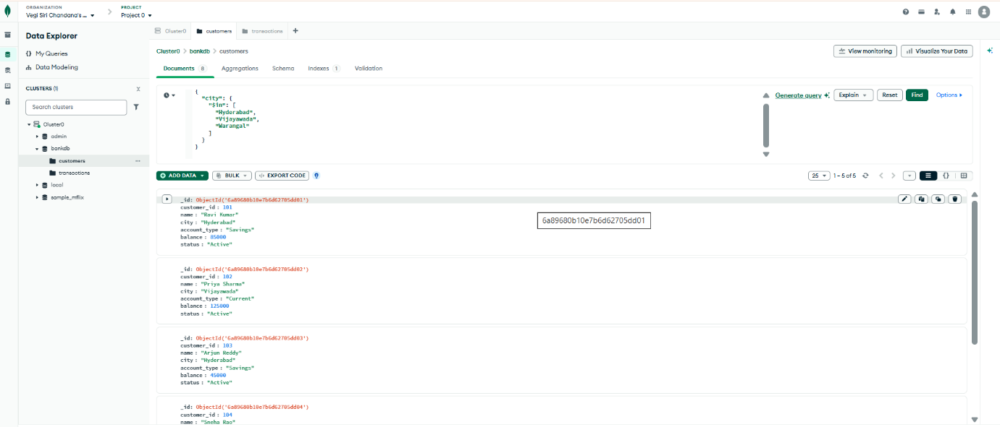 ORGANIZATION
Vegi Siri Chandana's ...
PROJECT
Project 0
Data Explorer
My Queries
Data Modeling
CLUSTERS (1)
Search clusters
Cluster0
admin
bankdb
customers
transactions
local
sample_mflix
Cluster0
customers
transactions
+
Cluster0 > bankdb > customers
View monitoring
Visualize Your Data
Documents 8
Aggregations
Schema
Indexes 1
Validation
{
"city": {
"$in": [
"Hyderabad",
"Vijayawada",
"Warangal"
]
}
}
Generate query
Explain
Reset
Find
Options
ADD DATA
BULK
EXPORT CODE
25
1 – 5 of 5
{}
_id: ObjectId('6a89680b10e7b6d62705dd01')
customer_id : 101
name : "Ravi Kumar"
city : "Hyderabad"
account_type : "Savings"
balance : 85000
status : "Active"
6a89680b10e7b6d62705dd01
_id: ObjectId('6a89680b10e7b6d62705dd02')
customer_id : 102
name : "Priya Sharma"
city : "Vijayawada"
account_type : "Current"
balance : 125000
status : "Active"
_id: ObjectId('6a89680b10e7b6d62705dd03')
customer_id : 103
name : "Arjun Reddy"
city : "Hyderabad"
account_type : "Savings"
balance : 45000
status : "Active"
_id: ObjectId('6a89680b10e7b6d62705dd04')
customer_id : 104
name : "Sneha Rao"